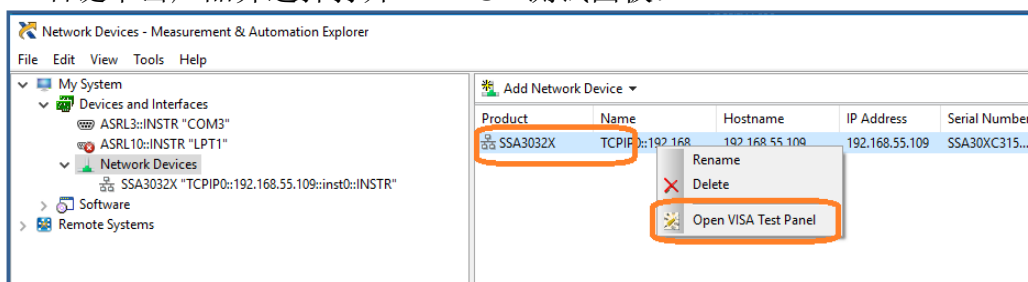 Network Devices - Measurement & Automation Explorer
File Edit View Tools Help
My System
Devices and Interfaces
ASRL3::INSTR "COM3"
ASRL10::INSTR "LPT1"
Network Devices
SSA3032X "TCPIP0::192.168.55.109::inst0::INSTR"
Software
Remote Systems
Add Network Device
Product Name Hostname IP Address Serial Number
SSA3032X TCPIP0::192.168 192.168.55.109 192.168.55.109 SSA30XC315...
Rename
Delete
Open VISA Test Panel